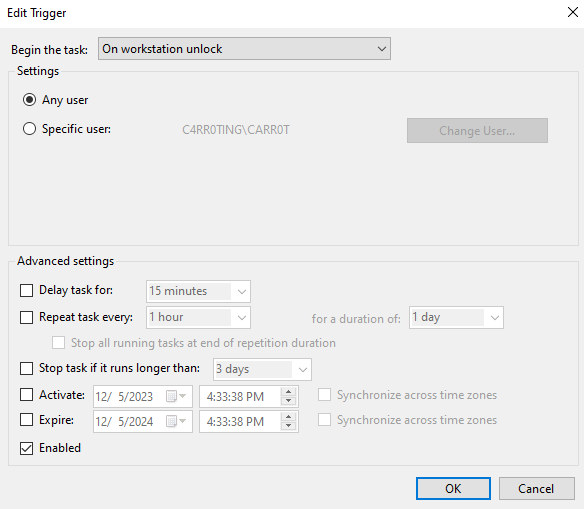 Edit Trigger
Begin the task: On workstation unlock
Settings
Any user
Specific user: C4RR0TING\CARR0T Change User...
Advanced settings
Delay task for: 15 minutes
Repeat task every: 1 hour for a duration of: 1 day
Stop all running tasks at end of repetition duration
Stop task if it runs longer than: 3 days
Activate: 12/ 5/2023 4:33:38 PM Synchronize across time zones
Expire: 12/ 5/2024 4:33:38 PM Synchronize across time zones
Enabled
OK Cancel